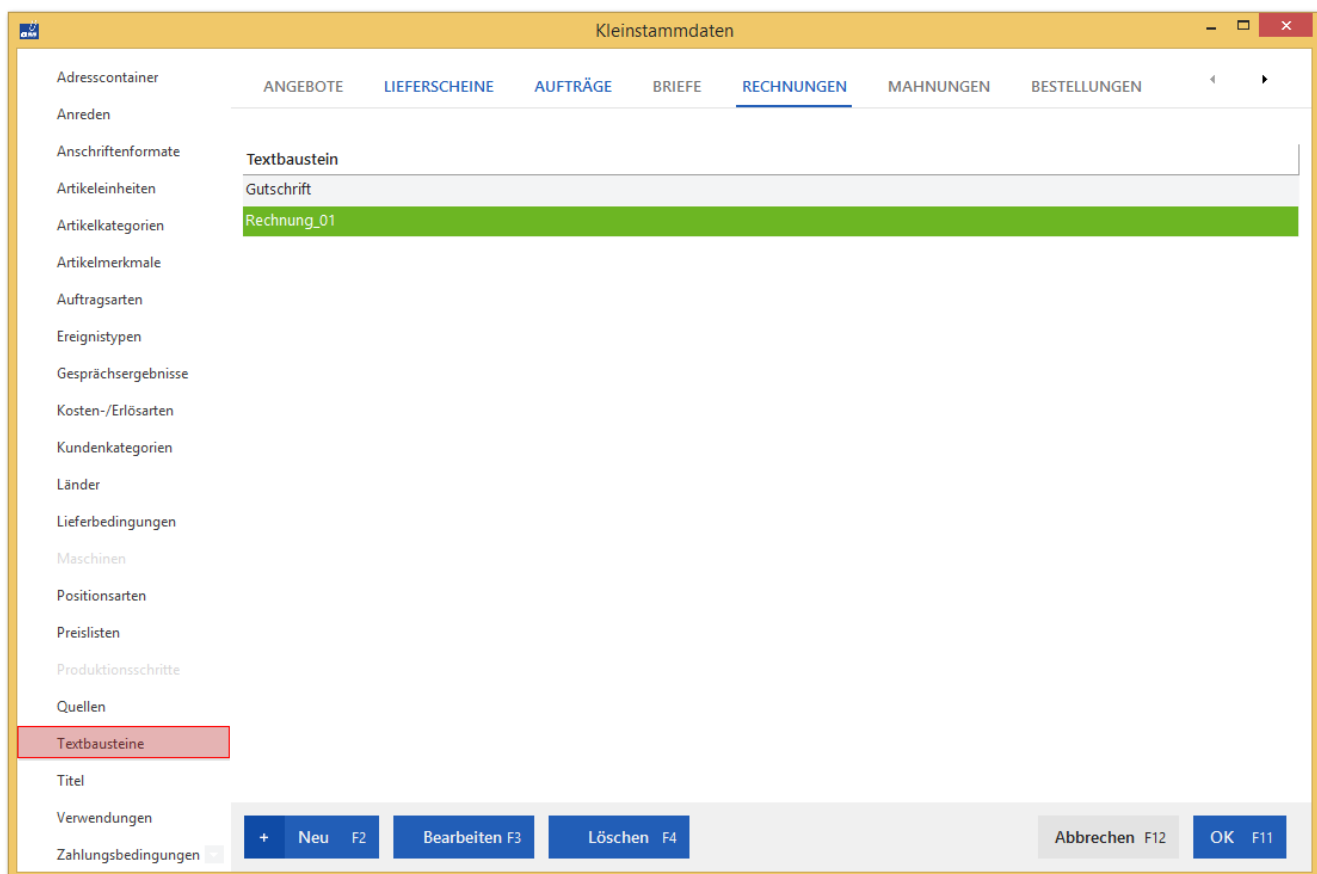 Kleinstammdaten
Adresscontainer
Anreden
Anschriftenformate
Artikeleinheiten
Artikelkategorien
Artikelmerkmale
Auftragsarten
Ereignistypen
Gesprächsergebnisse
Kosten-/Erlösarten
Kundenkategorien
Länder
Lieferbedingungen
Maschinen
Positionsarten
Preislisten
Produktionsschritte
Quellen
Textbausteine
Titel
Verwendungen
Zahlungsbedingungen
ANGEBOTE LIEFERSCHEINE AUFTRÄGE BRIEFE RECHNUNGEN MAHNUNGEN BESTELLUNGEN
Textbaustein
Gutschrift
Rechnung_01
+ Neu F2 Bearbeiten F3 Löschen F4 Abbrechen F12 OK F11